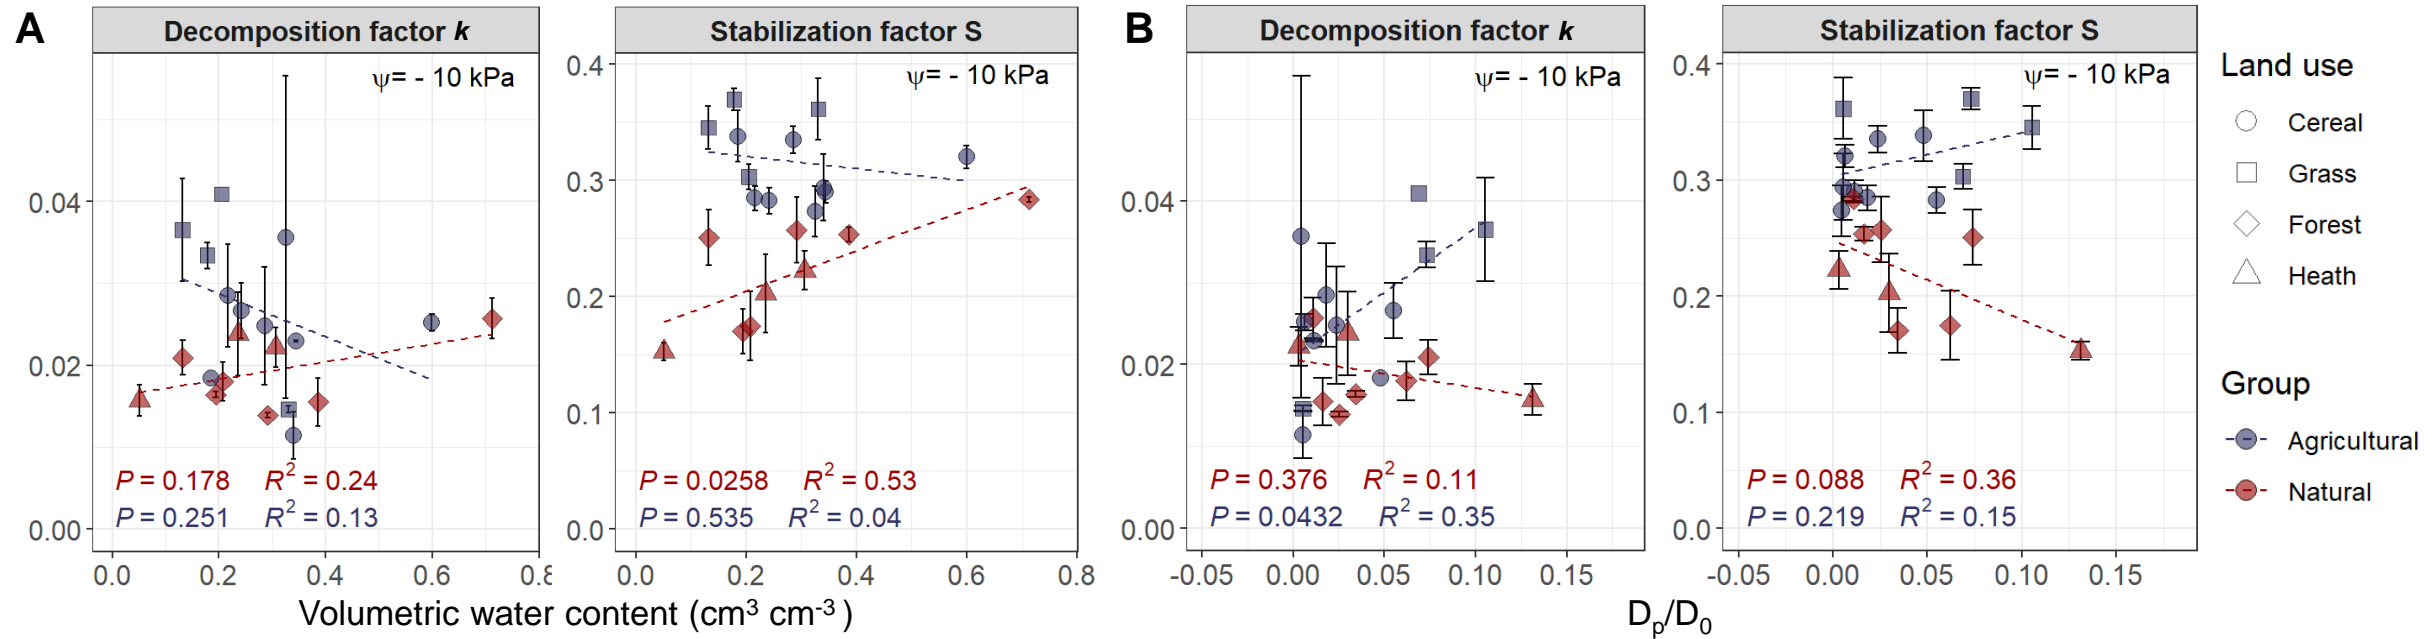 A
Decomposition factor k
ψ= - 10 kPa
0.04
0.02
0.00
P = 0.178 R² = 0.24
P = 0.251 R² = 0.13
0.0 0.2 0.4 0.6 0.8
Stabilization factor S
ψ= - 10 kPa
0.4
0.3
0.2
0.1
0.0
P = 0.0258 R² = 0.53
P = 0.535 R² = 0.04
0.0 0.2 0.4 0.6 0.8
Volumetric water content (cm³ cm⁻³ )
B
Decomposition factor k
ψ= - 10 kPa
0.04
0.02
0.00
P = 0.376 R² = 0.11
P = 0.0432 R² = 0.35
-0.05 0.00 0.05 0.10 0.15
Stabilization factor S
ψ= - 10 kPa
0.4
0.3
0.2
0.1
0.0
P = 0.088 R² = 0.36
P = 0.219 R² = 0.15
-0.05 0.00 0.05 0.10 0.15
Dₚ/D₀
Land use
Cereal
Grass
Forest
Heath
Group
Agricultural
Natural